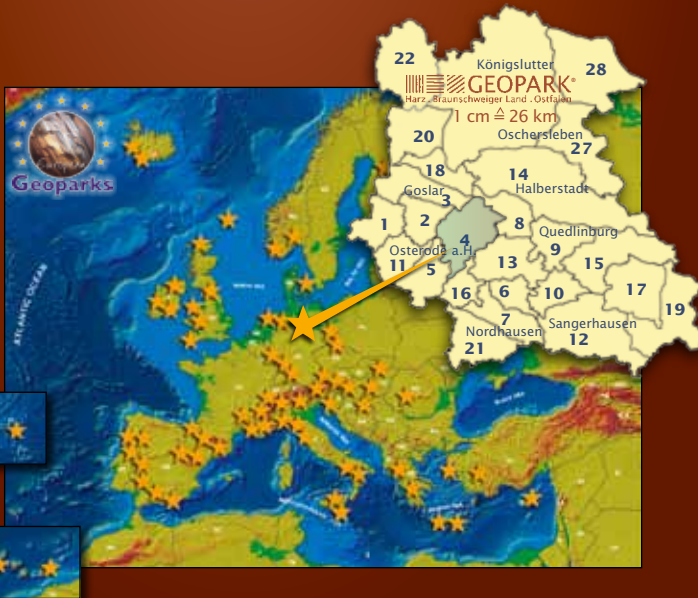 22
28
Königslutter
GEOPARK®
Harz . Braunschweiger Land . Ostfalen
1 cm ≙ 26 km
20
Oschersleben
27
18
14
Goslar
Halberstadt
3
1
2
8
4
Quedlinburg
Osterode a.H.
9
11
5
13
15
16
6
10
17
7
19
Nordhausen
Sangerhausen
21
12
Geoparks
ATLANTIC OCEAN